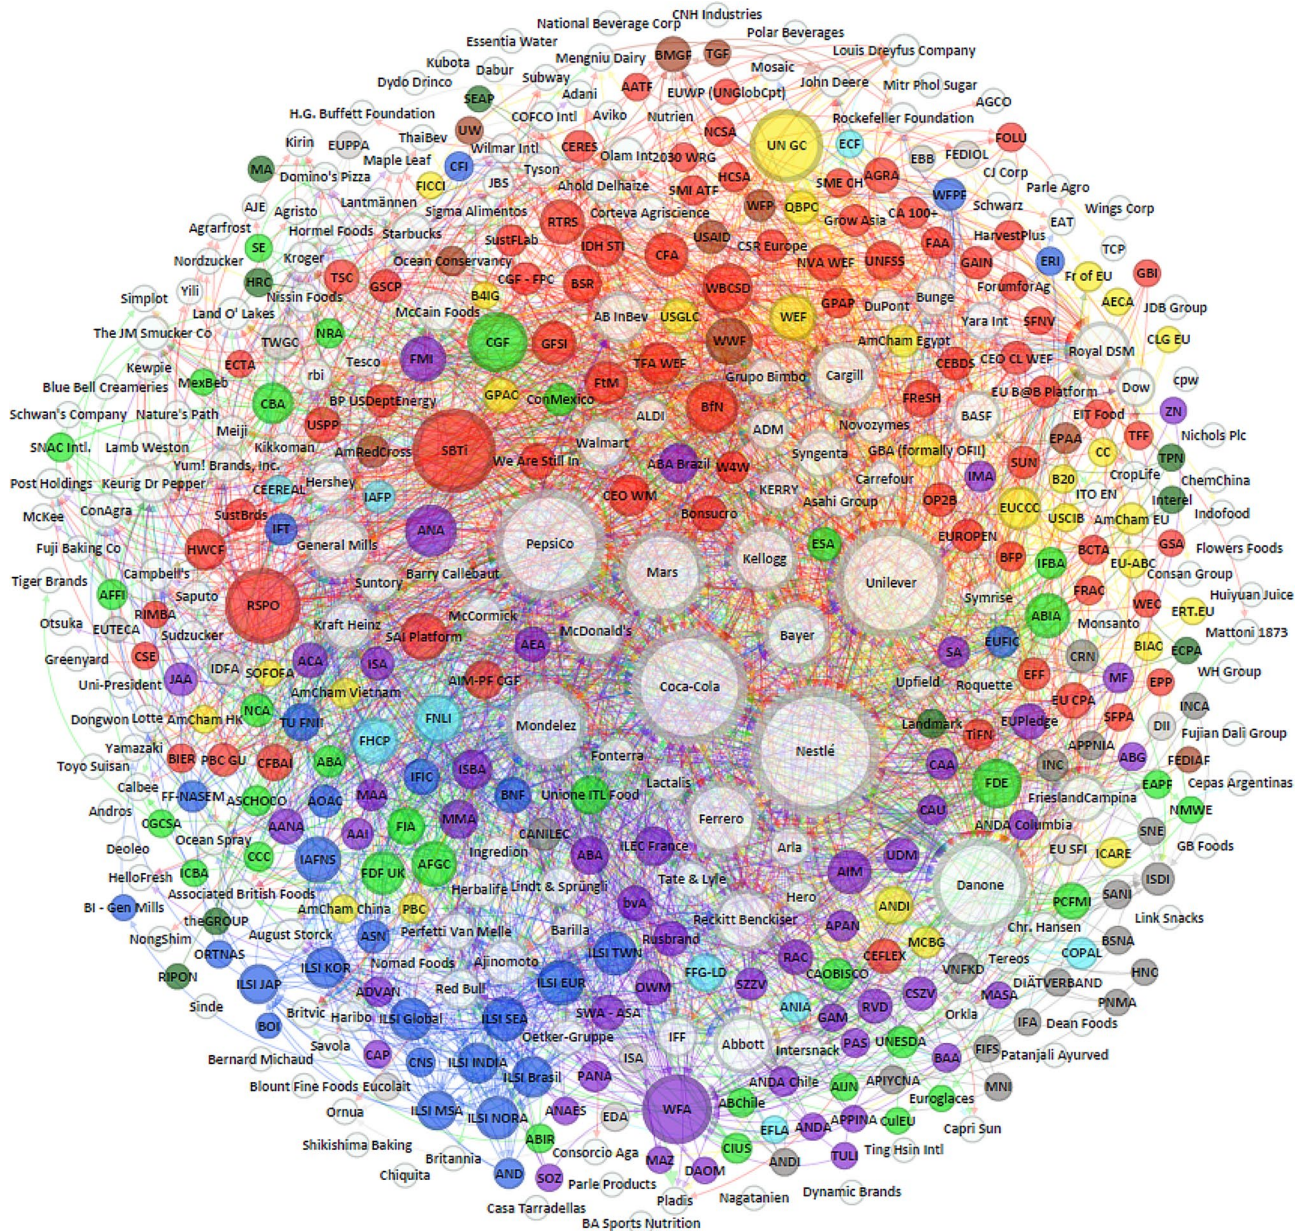 CNH Industries
National Beverage Corp
Polar Beverages
Essentia Water
BMGF
TGF
Louis Dreyfus Company
Kubota
Mengniu Dairy
Mosaic
Dydo Drinco
Dabur
Subway
John Deere
Mitr Phol Sugar
Adani
AATF
EUWP (UNGlobCpt)
AGCO
SEAP
H.G. Buffett Foundation
COFCO Intl
Aviko
Nutrien
Rockefeller Foundation
Kirin
EUPPA
ThaiBev
UW
Wilmar Intl
CERES
NCSA
UN GC
ECF
FOLU
MA
Domino's Pizza
Maple Leaf
CFI
Tyson
Olam Int
2030 WRG
EBB
FEDIOL
FICCI
JBS
Ahold Delhaize
SMI ATF
HCSA
SME CH
AGRA
WFPF
CJ Corp
Parle Agro
AJE
Agristo
Lantmännen
Sigma Alimentos
Corteva Agriscience
WFP
QBPC
Grow Asia
CA 100+
Schwarz
EAT
Wings Corp
Agrarfrost
Hormel Foods
Starbucks
RTRS
SE
SustFLab
IDH STI
USAID
CSR Europe
FAA
HarvestPlus
TCP
Nordzucker
Kroger
Ocean Conservancy
CFA
NVA WEF
UNFSS
GAIN
ERI
Fr of EU
GBI
HRC
TSC
GSCP
CGF - FPC
BSR
WBCSD
ForumforAg
Simplot
Yili
Nissin Foods
B4IG
GPAP
DuPont
Bunge
AECA
JDB Group
Land O' Lakes
McCain Foods
AB InBev
USGLC
WEF
Yara Int
SFNV
The JM Smucker Co
TWGC
NRA
CGF
GFSI
WWF
AmCham Egypt
CLG EU
Kewpie
ECTA
Tesco
FMI
TFA WEF
Grupo Bimbo
Cargill
CEBDS
CEO CL WEF
Royal DSM
Blue Bell Creameries
MexBeb
rbi
FtM
EU B@B Platform
Dow
cpw
Schwan's Company
Nature's Path
CBA
BP USDeptEnergy
GPAC
ConMexico
ALDI
BfN
FReSH
BASF
EIT Food
ZN
Meiji
USPP
ADM
Novozymes
TFF
Nichols Plc
SNAC Intl.
Lamb Weston
Kikkoman
AmRedCross
SBTi
We Are Still In
Walmart
ABA Brazil
W4W
Syngenta
GBA (formally OFII)
EPAA
CC
TPN
Yum! Brands, Inc.
Post Holdings
Keurig Dr Pepper
CEEREAL
Hershey
IAFP
KERRY
Carrefour
IMA
SUN
B20
CropLife
ChemChina
CEO WM
Asahi Group
OP2B
ITO EN
Interel
McKee
ConAgra
SustBrds
IFT
ANA
Bonsucro
EUCCC
USCIB
AmCham EU
Indofood
Fuji Baking Co
HWCF
General Mills
PepsiCo
ESA
EUROPEN
BFP
IFBA
BCTA
GSA
Flowers Foods
Tiger Brands
Campbell's
Barry Callebaut
Mars
Kellogg
Unilever
EU-ABC
Consan Group
AFFI
Saputo
Suntory
Symrise
FRAC
WEC
Huiyuan Juice
Otsuka
RIMBA
RSPO
McCormick
ABIA
Monsanto
ERT.EU
EUTECA
Sudzucker
Kraft Heinz
SAI Platform
McDonald's
Bayer
EUFIC
BIAC
Mattoni 1873
Greenyard
CSE
AEA
SA
CRN
ECPA
IDFA
SOFOFA
ACA
ISA
AIM-PF CGF
Coca-Cola
Upfield
Roquette
EFF
MF
EPP
WH Group
Uni-President
JAA
AmCham Vietnam
EU CPA
INCA
Dongwon
Lotte
NCA
AmCham HK
TU FNII
FNLI
Mondelez
Landmark
TiFN
EUPledge
SFPA
DII
Fujian Dali Group
Yamazaki
FHCP
Nestlé
APPNIA
Toyo Suisan
BIER
PBC GU
CFBAI
ABA
IFIC
ISBA
Fonterra
CAA
INC
ABG
FEDIAF
Cepas Argentinas
Calbee
FF-NASEM
MAA
BNF
Unione ITL Food
Lactalis
FDE
FrieslandCampina
EAPF
ASCHOCO
AOAC
CAU
NMWE
Andros
CGCSA
AANA
AAI
FIA
MMA
CANILEC
Ferrero
ANDA Columbia
SNE
Ocean Spray
EU SFI
ICARE
GB Foods
Deoleo
CCC
IAFNS
Ingredion
ABA
ILEC France
Arla
UDM
ICBA
FDF UK
AFGC
AIM
Danone
ISDI
HelloFresh
Associated British Foods
Herbalife
Lindt & Sprüngli
Tate & Lyle
Hero
SANI
BI - Gen Mills
AmCham China
PBC
bvA
Reckitt Benckiser
ANDI
PCFMI
Link Snacks
theGROUP
August Storck
Perfetti Van Melle
Barilla
APAN
Chr. Hansen
NongShim
ASN
Rusbrand
MCBG
BSNA
ORTNAS
Nomad Foods
ILSI TWN
RAC
CEFLEX
Tereos
COPAL
RIPON
ILSI KOR
Ajinomoto
FFG-LD
CAOBISCO
VNFKD
HNC
ILSI JAP
Red Bull
ILSI EUR
OWM
SZZV
DIÄTVERBAND
ADVAN
CSZV
MASA
PNMA
Sinde
Britvic
Haribo
ILSI Global
ILSI SEA
SWA - ASA
ANIA
GAM
RVD
Orkla
IFA
Dean Foods
BOI
Savola
Oetker-Gruppe
IFF
Abbott
Intersnack
PAS
UNESDA
Bernard Michaud
CAP
CNS
ILSI INDIA
ISA
BAA
FIFS
Patanjali Ayurved
Blount Fine Foods
Eucolait
ILSI Brasil
PANA
ANDA Chile
AIJN
APIYCNA
MNI
Ornua
ILSI MSA
ILSI NORA
ANAES
EDA
WFA
ABChile
Euroglaces
Shikishima Baking
ABIR
EFLA
ANDA
APPINA
CulEU
Capri Sun
Britannia
Consorcio Aga
CIUS
Ting Hsin Intl
Chiquita
AND
SOZ
Parle Products
MAZ
DAOM
ANDI
TULI
Casa Tarradellas
Pladis
Nagatanien
Dynamic Brands
BA Sports Nutrition